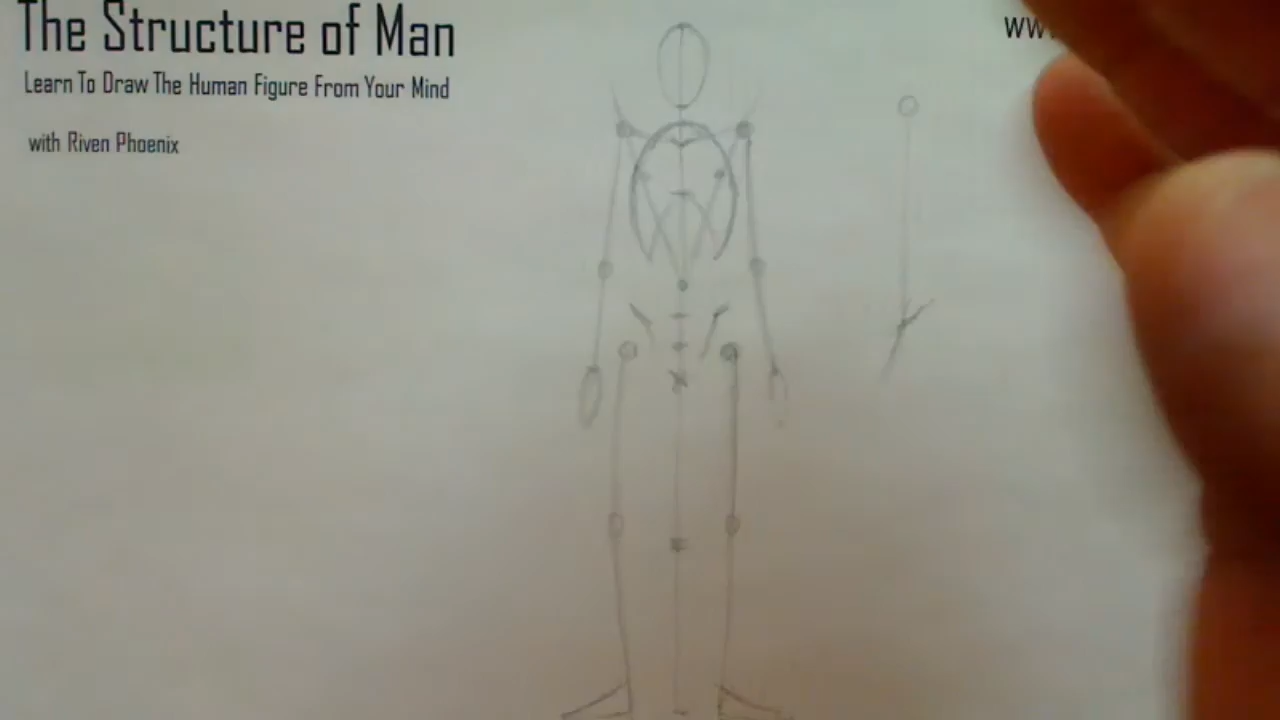 The Structure of Man
Learn To Draw The Human Figure From Your Mind
with Riven Phoenix